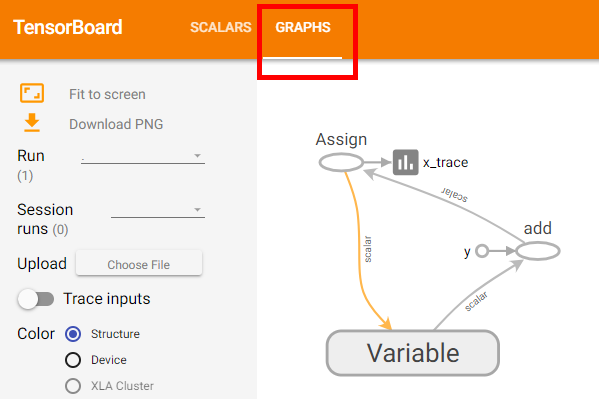 TensorBoard SCALARS GRAPHS
Fit to screen
Download PNG
Run .
(1)
Session
runs (0)
Upload Choose File
Trace inputs
Color Structure
Device
XLA Cluster
Assign
x_trace
scalar
add
y
scalar
scalar
Variable